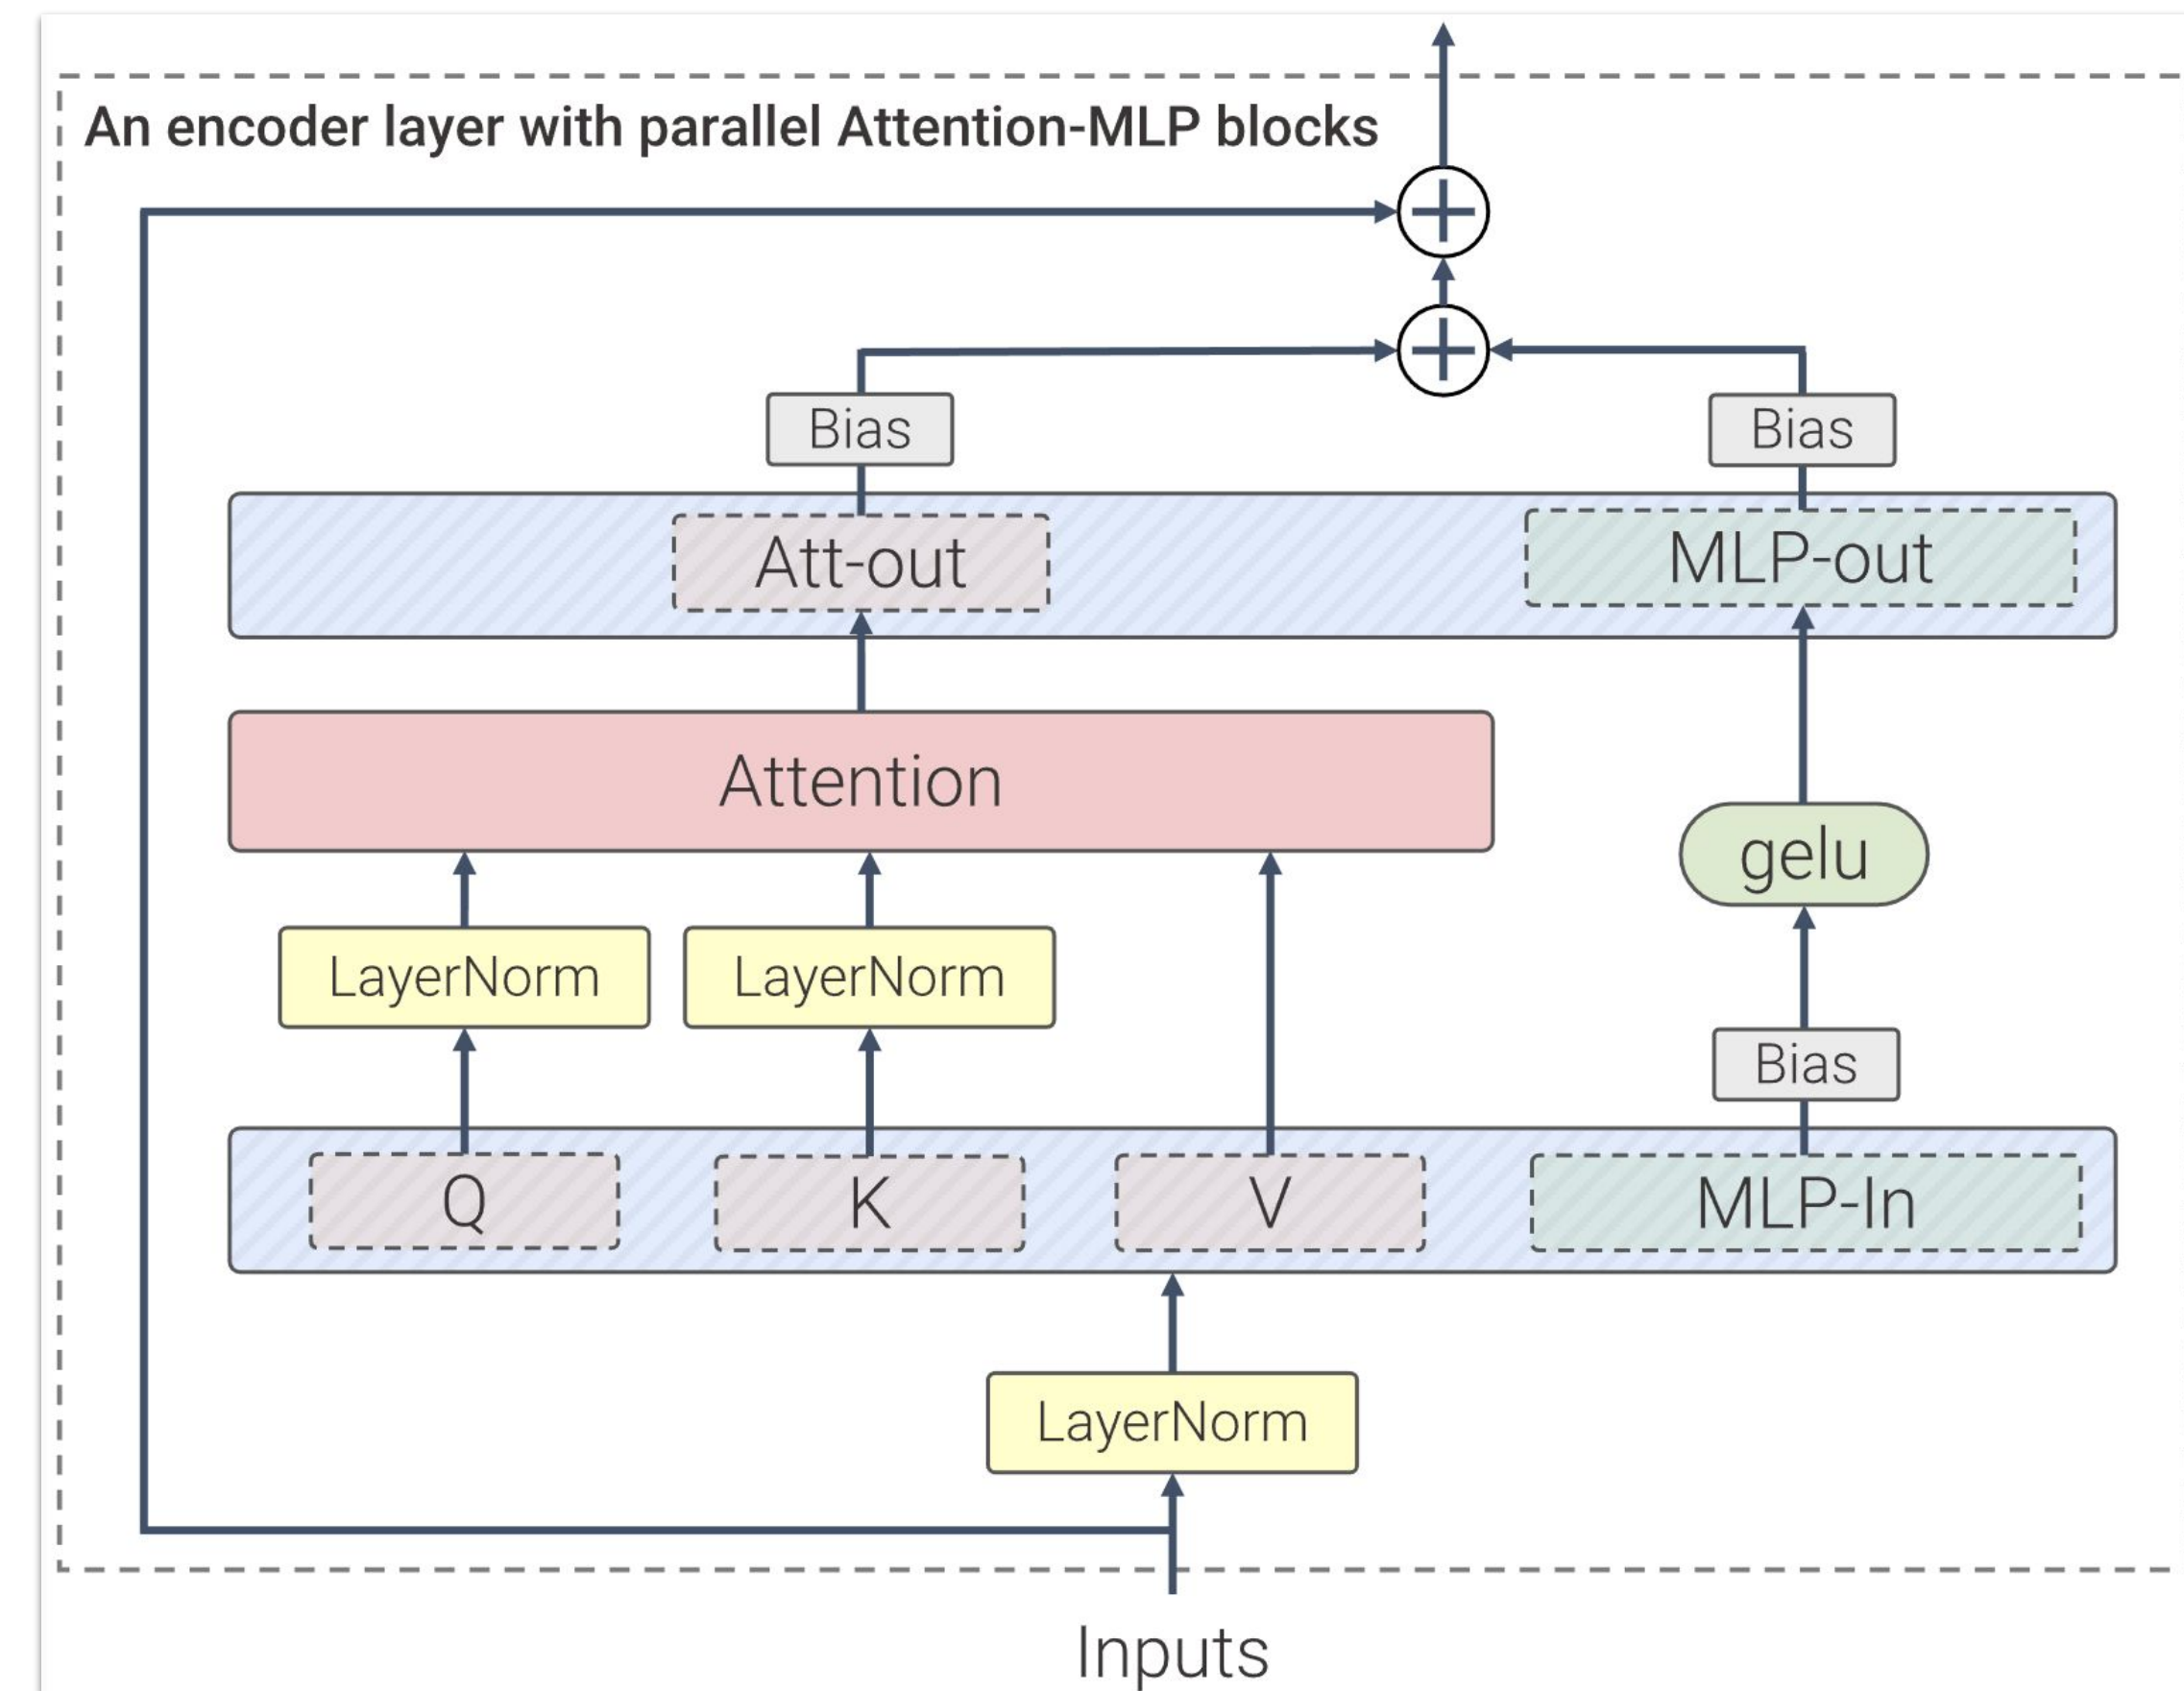 An encoder layer with parallel Attention-MLP blocks
Bias
Bias
Att-out
MLP-out
Attention
gelu
LayerNorm
LayerNorm
Bias
Q
K
V
MLP-In
LayerNorm
Inputs